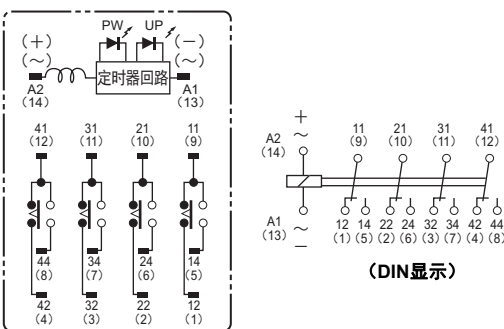 PW UP
(+) (−)
(~) 定时器回路 (~)
A2 A1
(14) (13)
41 31 21 11
(12) (11) (10) (9)
44 34 24 14
(8) (7) (6) (5)
42 32 22 12
(4) (3) (2) (1)
+
A2 ~ 11 21 31 41
(14) (9) (10) (11) (12)
A1 ~ 12 14 22 24 32 34 42 44
(13) − (1) (5) (2) (6) (3) (7) (4) (8)
(DIN显示)